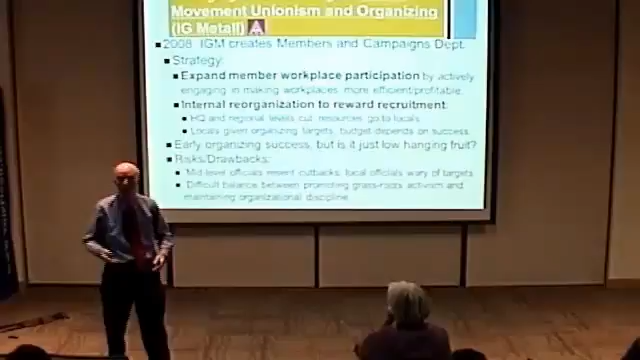 Movement Unionism and Organizing
(IG Metall)
2008 IGM creates Members and Campaigns Dept.
Strategy:
Expand member workplace participation by actively
engaging in making workplaces more efficient/profitable.
Internal reorganization to reward recruitment.
HQ and regional levels cut, resources go to locals
Locals given organizing targets, budget depends on success.
Early organizing success, but is it just low hanging fruit?
Risks/Drawbacks:
Mid-level officials resent cutbacks, local officials wary of targets
Difficult balance between promoting grass-roots activism and
maintaining organizational discipline